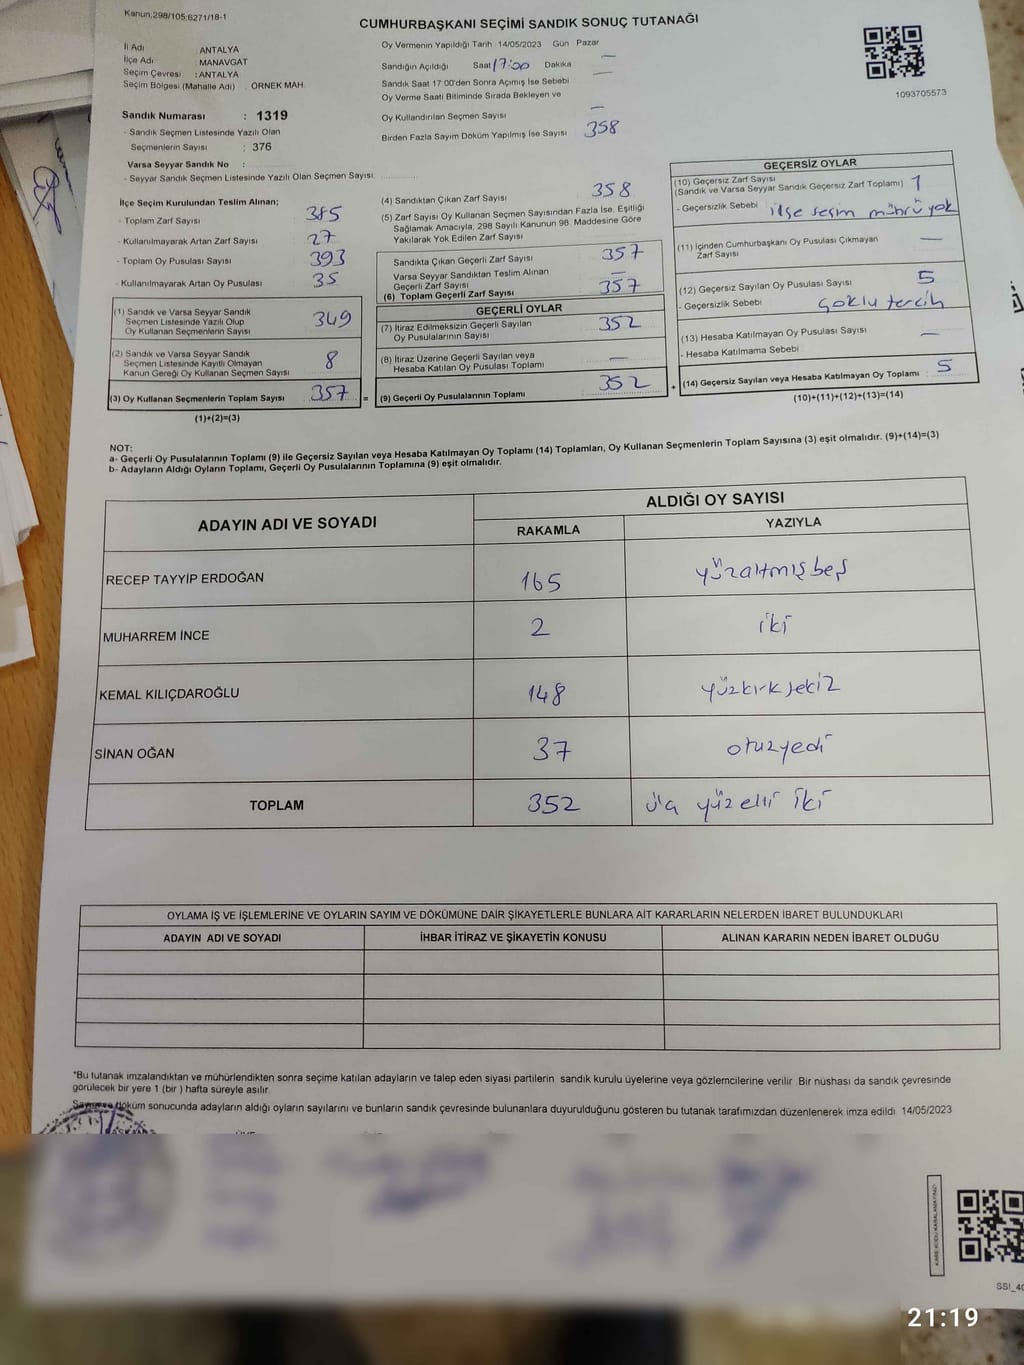 Kanun;298/105;6271/18-1
CUMHURBAŞKANI SEÇİMİ SANDIK SONUÇ TUTANAĞI
İl Adı ANTALYA
İlçe Adı MANAVGAT
Seçim Çevresi : ANTALYA
Seçim Bölgesi (Mahalle Adı) ÖRNEK MAH.
Sandık Numarası : 1319
- Sandık Seçmen Listesinde Yazılı Olan
Seçmenlerin Sayısı : 376
Varsa Seyyar Sandık No :
- Seyyar Sandık Seçmen Listesinde Yazılı Olan Seçmen Sayısı.
Oy Vermenin Yapıldığı Tarih 14/05/2023 Gün Pazar
Sandığın Açıldığı Saat 17:00 Dakika —
Sandık Saat 17:00'den Sonra Açımış İse Sebebi —
Oy Verme Saati Bitiminde Sırada Bekleyen ve
Oy Kullandırılan Seçmen Sayısı —
Birden Fazla Sayım Döküm Yapılmış İse Sayısı 358
1093705573
İlçe Seçim Kurulundan Teslim Alınan;
- Toplam Zarf Sayısı 385
- Kullanılmayarak Artan Zarf Sayısı 27
- Toplam Oy Pusulası Sayısı 393
- Kullanılmayarak Artan Oy Pusulası 35
(1) Sandık ve Varsa Seyyar Sandık
Seçmen Listesinde Yazılı Olup
Oy Kullanan Seçmenlerin Sayısı 349
(2) Sandık ve Varsa Seyyar Sandık
Seçmen Listesinde Kayıtlı Olmayan
Kanun Gereği Oy Kullanan Seçmen Sayısı 8
(3) Oy Kullanan Seçmenlerin Toplam Sayısı 357 =
(1)+(2)=(3)
(4) Sandıktan Çıkan Zarf Sayısı 358
(5) Zarf Sayısı Oy Kullanan Seçmen Sayısından Fazla İse, Eşitliği
Sağlamak Amacıyla, 298 Sayılı Kanunun 98. Maddesine Göre
Yakılarak Yok Edilen Zarf Sayısı
Sandıkta Çıkan Geçerli Zarf Sayısı 357
Varsa Seyyar Sandıktan Teslim Alınan
Geçerli Zarf Sayısı —
(6) Toplam Geçerli Zarf Sayısı 357
GEÇERLİ OYLAR
(7) İtiraz Edilmeksizin Geçerli Sayılan
Oy Pusulasının Sayısı 352
(8) İtiraz Üzerine Geçerli Sayılan veya
Hesaba Katılan Oy Pusulası Toplamı —
(9) Geçerli Oy Pusulalarının Toplamı 352 +
GEÇERSİZ OYLAR
(10) Geçersiz Zarf Sayısı
(Sandık ve Varsa Seyyar Sandık Geçersiz Zarf Toplamı) 1
- Geçersizlik Sebebi ilçe seçim mührü yok
(11) İçinden Cumhurbaşkanı Oy Pusulası Çıkmayan
Zarf Sayısı —
(12) Geçersiz Sayılan Oy Pusulası Sayısı 5
- Geçersizlik Sebebi Çoklu tercih
(13) Hesaba Katılmayan Oy Pusulası Sayısı —
- Hesaba Katılmama Sebebi
(14) Geçersiz Sayılan veya Hesaba Katılmayan Oy Toplamı 5
(10)+(11)+(12)+(13)=(14)
NOT:
a- Geçerli Oy Pusulalarının Toplamı (9) ile Geçersiz Sayılan veya Hesaba Katılmayan Oy Toplamı (14) Toplamları, Oy Kullanan Seçmenlerin Toplam Sayısına (3) eşit olmalıdır. (9)+(14)=(3)
b- Adayların Aldığı Oyların Toplamı, Geçerli Oy Pusulalarının Toplamına (9) eşit olmalıdır.
ADAYIN ADI VE SOYADI ALDIĞI OY SAYISI
RAKAMLA YAZIYLA
RECEP TAYYİP ERDOĞAN 165 yüzaltmışbeş
MUHARREM İNCE 2 iki
KEMAL KILIÇDAROĞLU 148 yüzkırksekiz
SİNAN OĞAN 37 otuzyedi
TOPLAM 352 üç yüzelli iki
OYLAMA İŞ VE İŞLEMLERİNE VE OYLARIN SAYIM VE DÖKÜMÜNE DAİR ŞİKAYETLERLE BUNLARA AİT KARARLARIN NELERDEN İBARET BULUNDUKLARI
ADAYIN ADI VE SOYADI İHBAR İTİRAZ VE ŞİKAYETİN KONUSU ALINAN KARARIN NEDEN İBARET OLDUĞU
*Bu tutanak imzalandıktan ve mühürlendikten sonra seçime katılan adayların ve talep eden siyasi partilerin sandık kurulu üyelerine veya gözlemcilerine verilir. Bir nüshası da sandık çevresinde
görülecek bir yere 1 (bir ) hafta süreyle asılır.
döküm sonucunda adayların aldığı oyların sayılarını ve bunların sandık çevresinde bulunanlara duyurulduğunu gösteren bu tutanak tarafımızdan düzenlenerek imza edildi. 14/05/2023
21:19